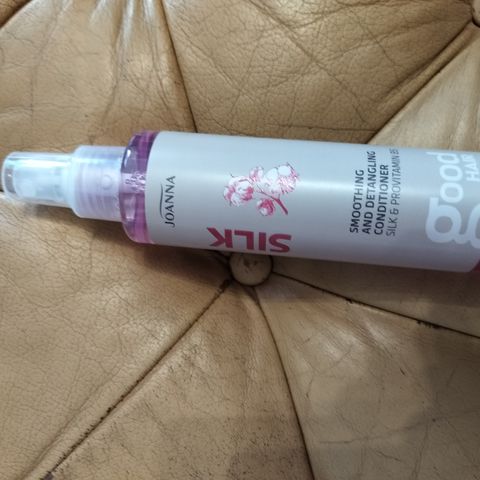 JOANNA
SILK
SMOOTHING
AND DETANGLING
CONDITIONER
SILK & PROVITAMIN B5
good
HAIR